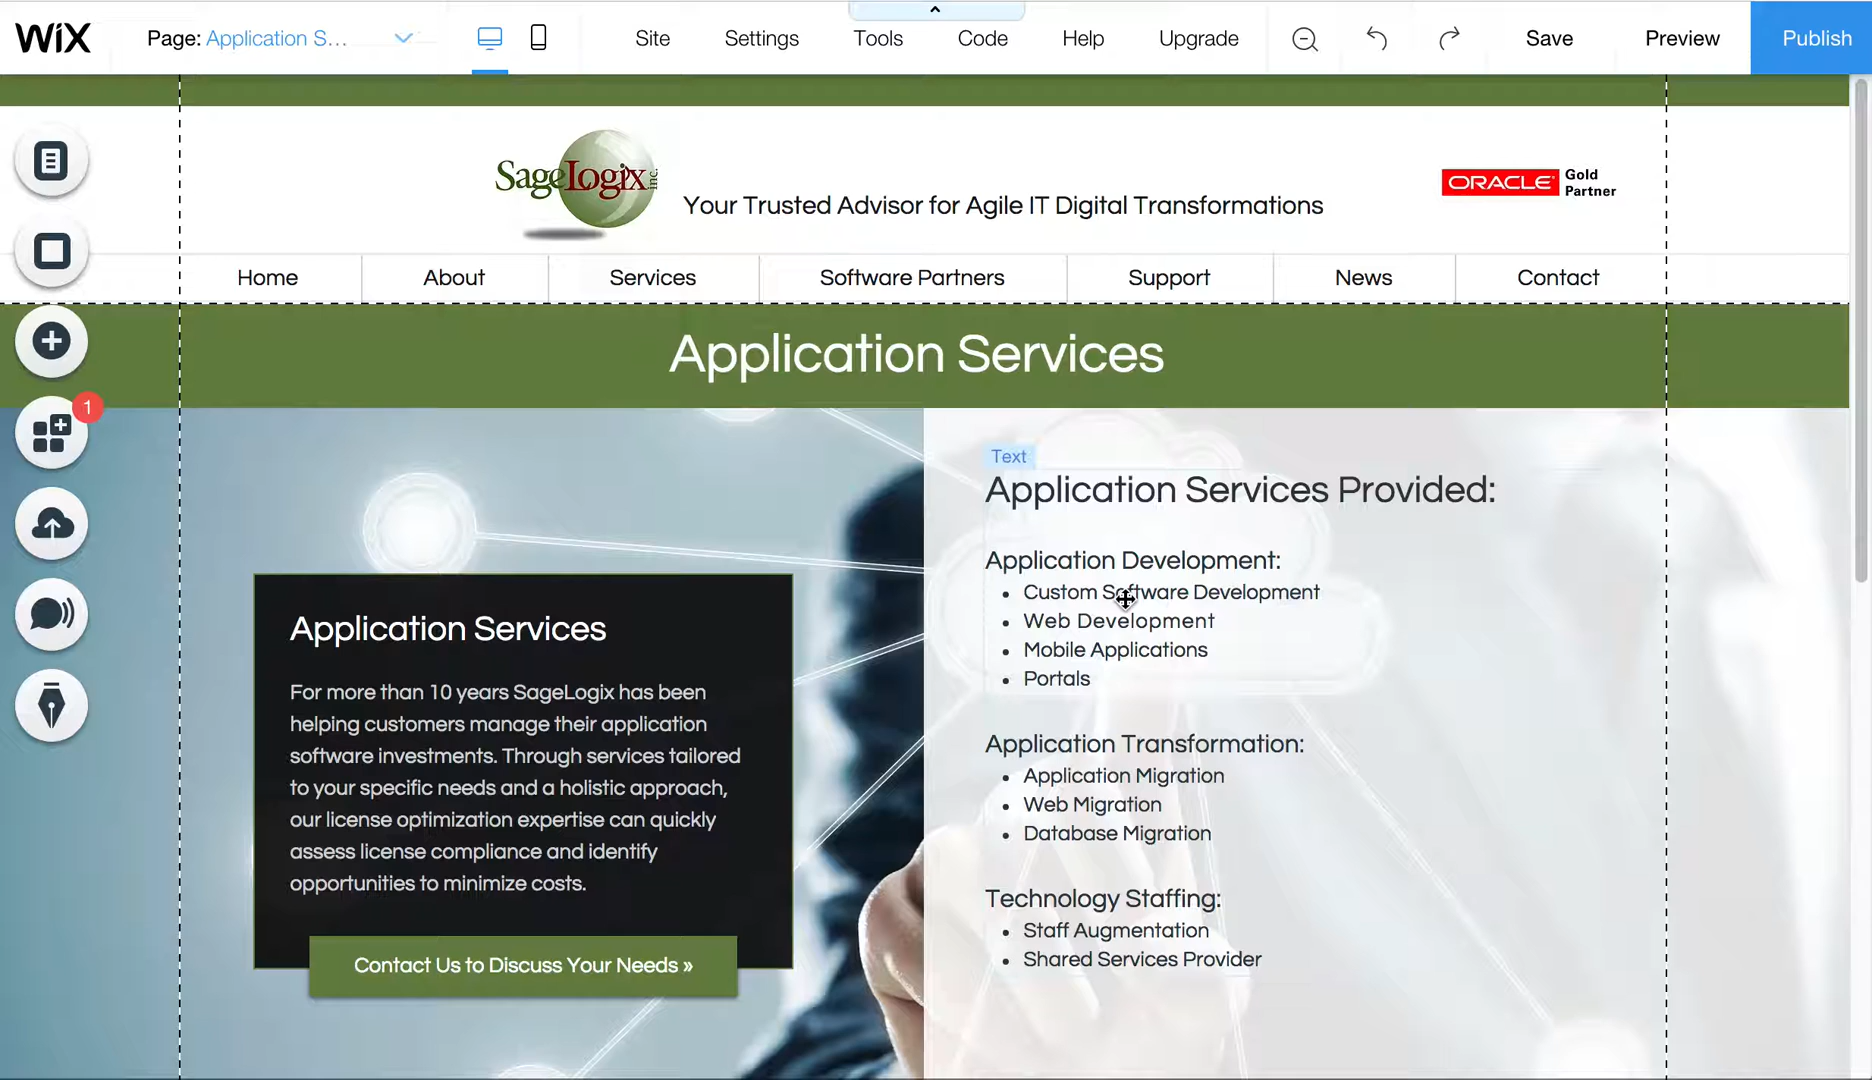 WiX
Page: Application S...
Site
Settings
Tools
Code
Help
Upgrade
Save
Preview
Publish
SageLogix inc.
Your Trusted Advisor for Agile IT Digital Transformations
ORACLE Gold
Partner
Home
About
Services
Software Partners
Support
News
Contact
Application Services
1
Text
Application Services Provided:
Application Development:
• Custom Software Development
• Web Development
• Mobile Applications
• Portals
Application Transformation:
• Application Migration
• Web Migration
• Database Migration
Technology Staffing:
• Staff Augmentation
• Shared Services Provider
Application Services
For more than 10 years SageLogix has been
helping customers manage their application
software investments. Through services tailored
to your specific needs and a holistic approach,
our license optimization expertise can quickly
assess license compliance and identify
opportunities to minimize costs.
Contact Us to Discuss Your Needs »